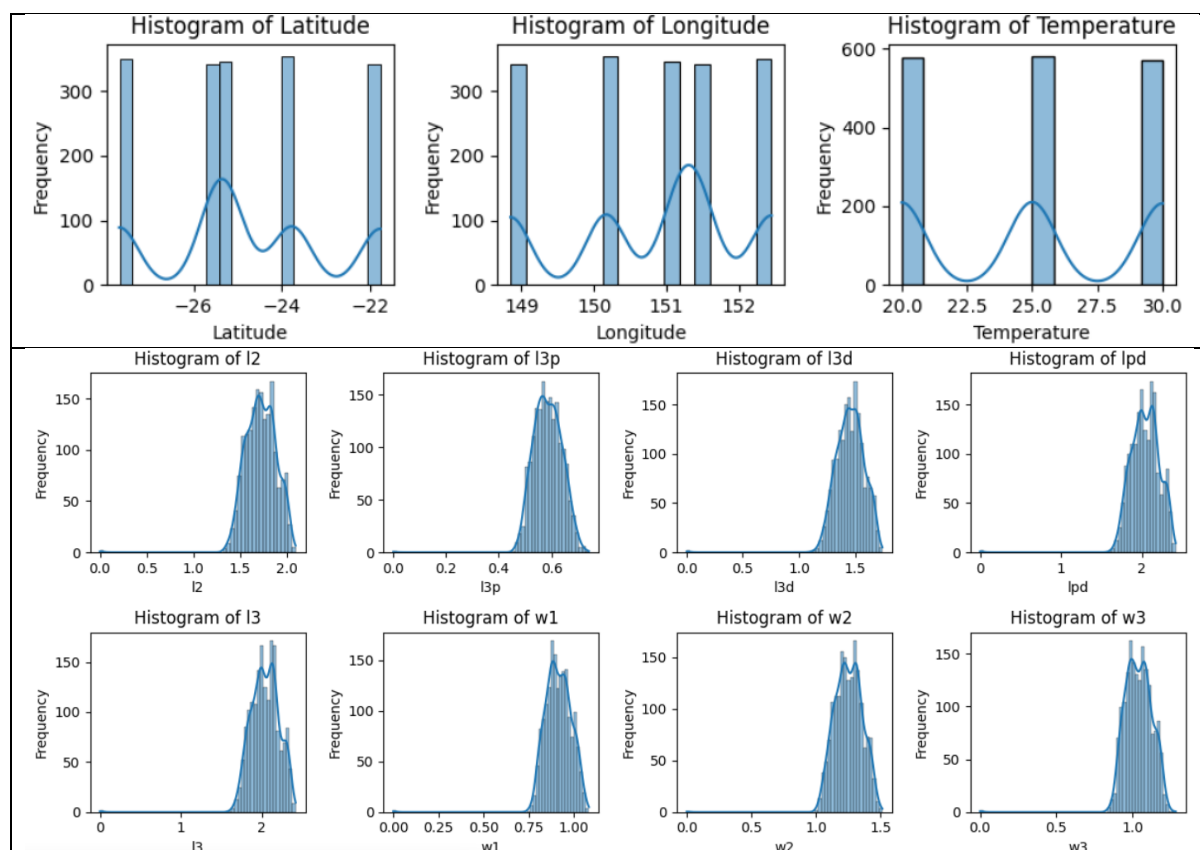 Histogram of Latitude
Frequency
300
200
100
0
−26
−24
−22
Latitude
Histogram of Longitude
Frequency
300
200
100
0
149
150
151
152
Longitude
Histogram of Temperature
Frequency
600
400
200
0
20.0
22.5
25.0
27.5
30.0
Temperature
Histogram of l2
Frequency
150
100
50
0
0.0
0.5
1.0
1.5
2.0
l2
Histogram of l3p
Frequency
150
100
50
0
0.0
0.2
0.4
0.6
l3p
Histogram of l3d
Frequency
150
100
50
0
0.0
0.5
1.0
1.5
l3d
Histogram of lpd
Frequency
150
100
50
0
0
1
2
lpd
Histogram of l3
Frequency
150
100
50
0
0
1
2
l3
Histogram of w1
Frequency
150
100
50
0
0.00
0.25
0.50
0.75
1.00
w1
Histogram of w2
Frequency
150
100
50
0
0.0
0.5
1.0
1.5
w2
Histogram of w3
Frequency
150
100
50
0
0.0
0.5
1.0
w3